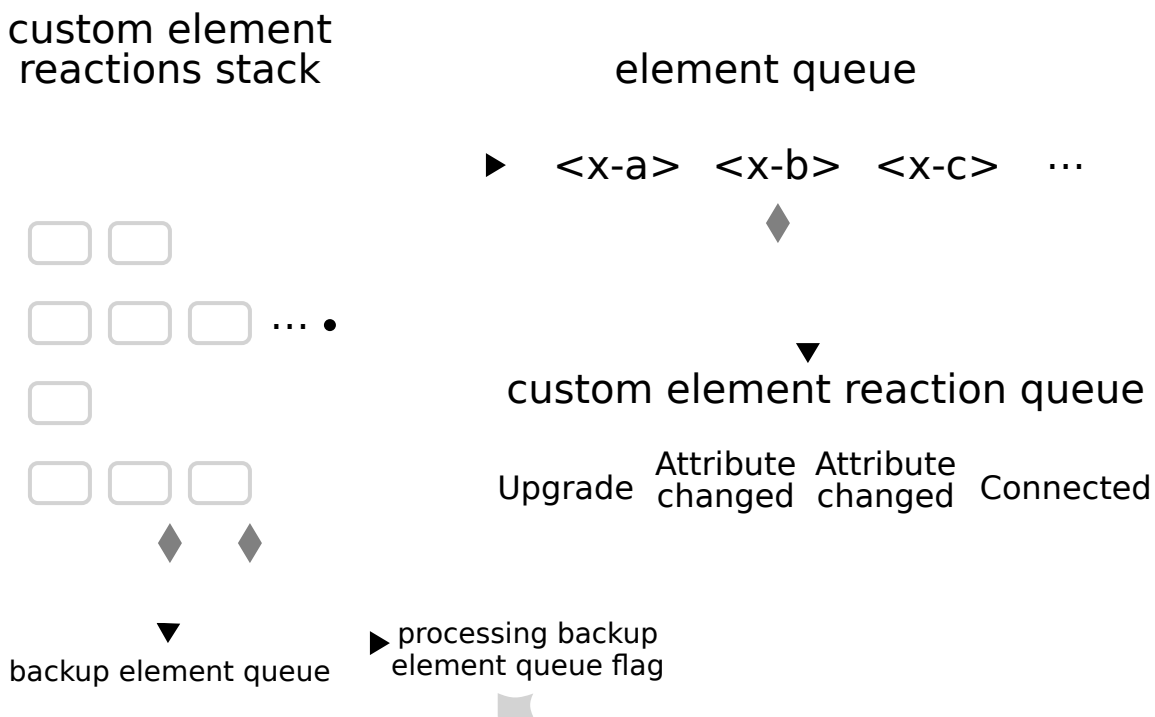 custom element
reactions stack
element queue
<x-a> <x-b> <x-c> ...
...
custom element reaction queue
Upgrade
Attribute
changed
Attribute
changed
Connected
backup element queue
processing backup
element queue flag